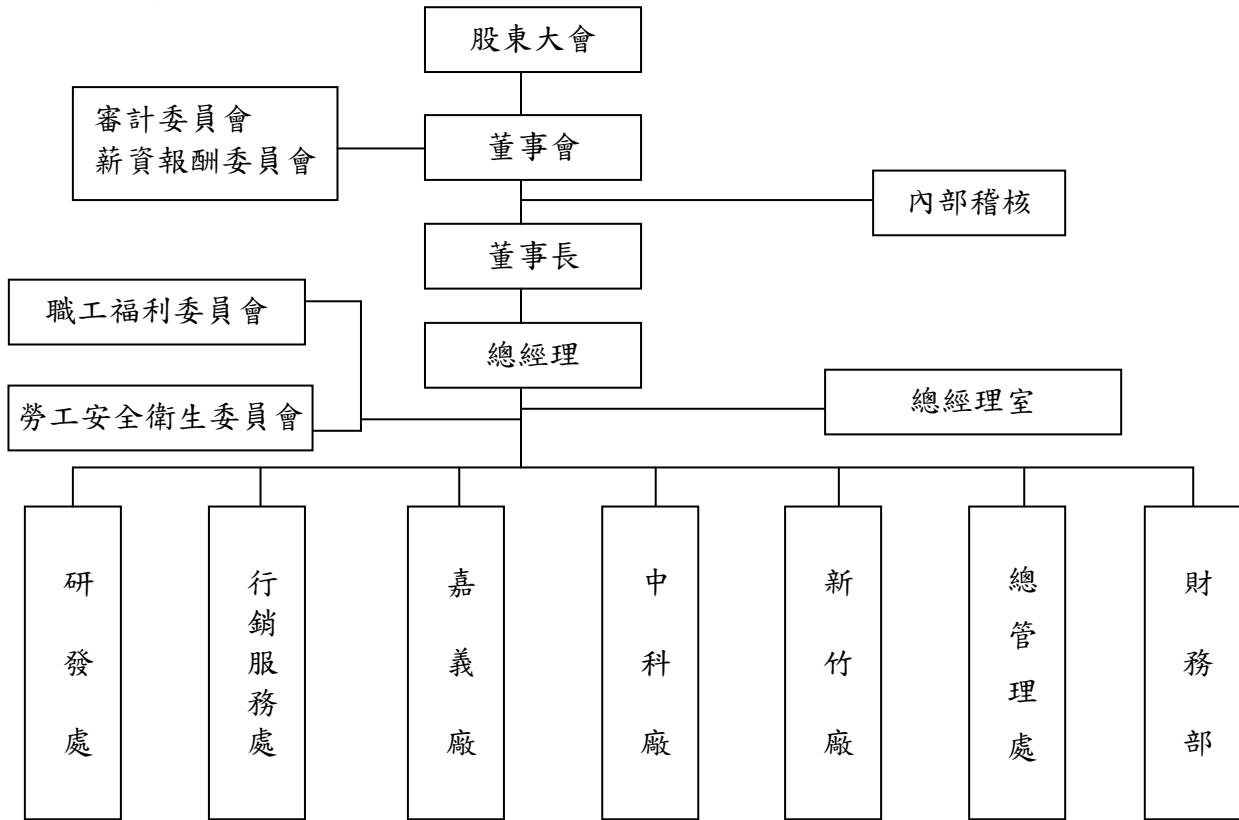 股東大會
審計委員會
薪資報酬委員會
董事會
內部稽核
董事長
職工福利委員會
總經理
勞工安全衛生委員會
總經理室
研發處
行銷服務處
嘉義廠
中科廠
新竹廠
總管理處
財務部